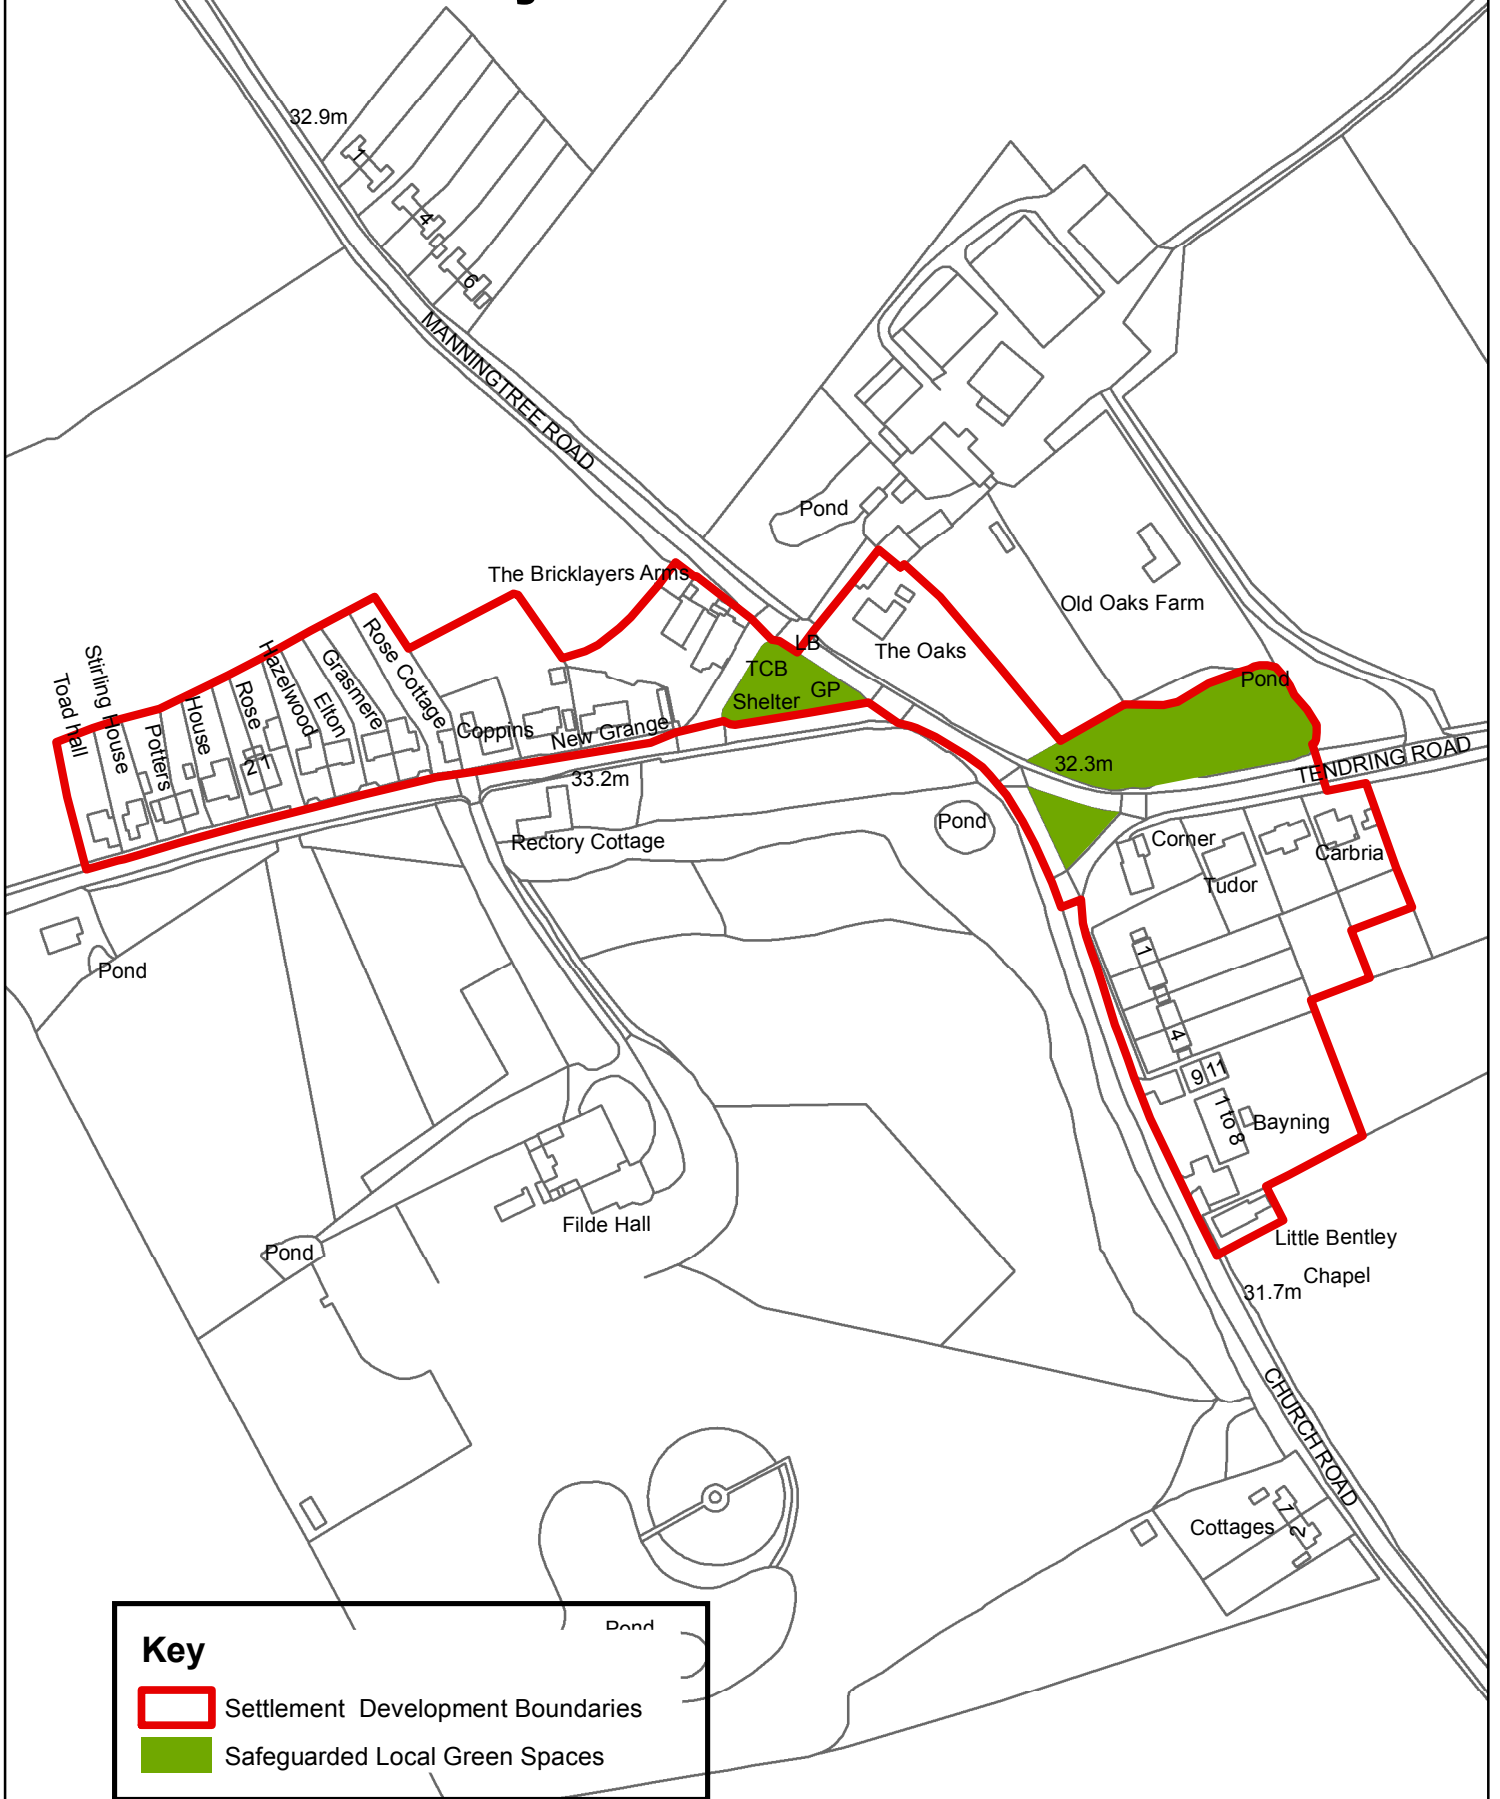 32.9m
1
4
6
MANNINGTREE ROAD
Pond
The Bricklayers Arms
Old Oaks Farm
LB
The Oaks
TCB
GP
Shelter
Pond
Toad hall
Stirling House
Potters
House
Rose
Hazelwood
Elton
Grasmere
Rose Cottage
Coppins
New Grange
2
1
33.2m
32.3m
TENDRING ROAD
Rectory Cottage
Pond
Corner
Carbria
Tudor
Pond
1
4
9
11
1 to 8
Bayning
Filde Hall
Pond
Little Bentley
Chapel
31.7m
CHURCH ROAD
Cottages
1
2
Pond
Key
Settlement Development Boundaries
Safeguarded Local Green Spaces